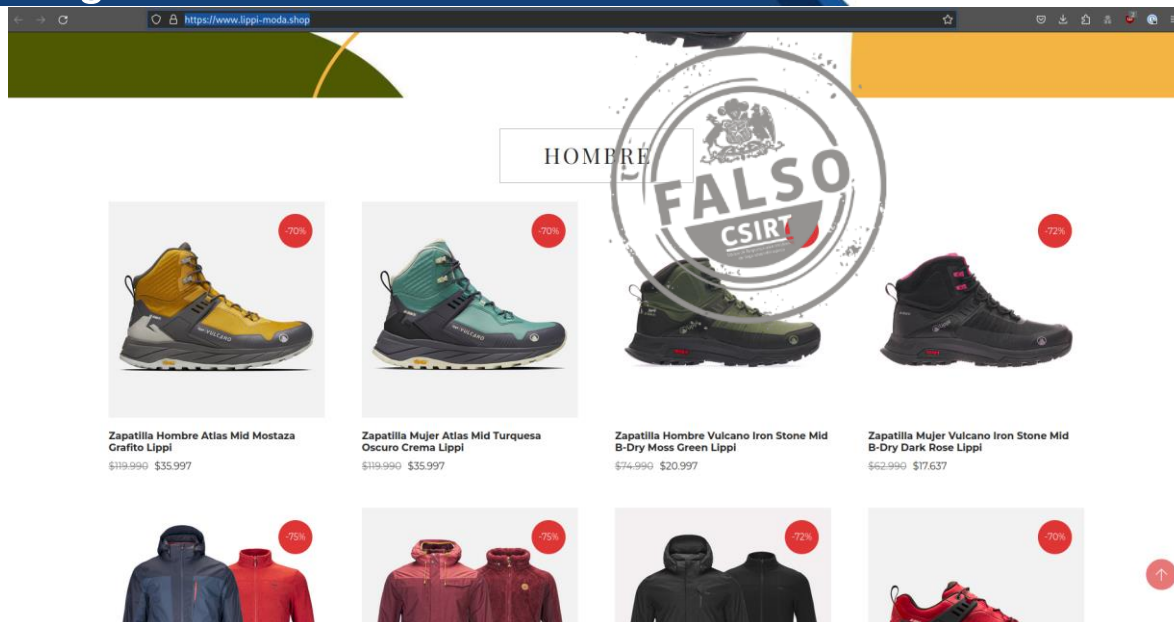 https://www.lippi-moda.shop
HOMBRE
FALSO
CSIRT
-70%
-70%
-72%
Zapatilla Hombre Atlas Mid Mostaza
Grafito Lippi
$119.990 $35.997
Zapatilla Mujer Atlas Mid Turquesa
Oscuro Crema Lippi
$119.990 $35.997
Zapatilla Hombre Vulcano Iron Stone Mid
B-Dry Moss Green Lippi
$74.990 $20.997
Zapatilla Mujer Vulcano Iron Stone Mid
B-Dry Dark Rose Lippi
$62.990 $17.637
-75%
-75%
-72%
-70%